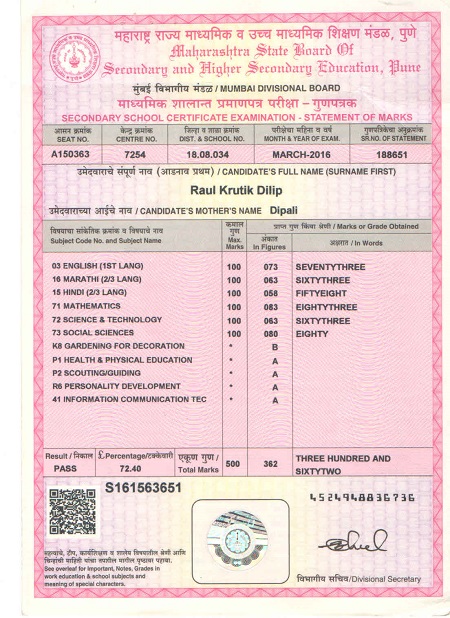 महाराष्ट्र राज्य माध्यमिक व उच्च माध्यमिक शिक्षण मंडळ, पुणे
Maharashtra State Board Of
Secondary and Higher Secondary Education, Pune
मुंबई विभागीय मंडळ / MUMBAI DIVISIONAL BOARD
माध्यमिक शालान्त प्रमाणपत्र परीक्षा – गुणपत्रक
SECONDARY SCHOOL CERTIFICATE EXAMINATION - STATEMENT OF MARKS
आसन क्रमांक केन्द्र क्रमांक जिल्हा व शाळा क्रमांक परीक्षेचा महिना व वर्ष गुणपत्रिकेचा अनुक्रमांक
SEAT NO. CENTRE NO. DIST. & SCHOOL NO. MONTH & YEAR OF EXAM. SR.NO. OF STATEMENT
A150363 7254 18.08.034 MARCH-2016 188651
उमेदवाराचे संपूर्ण नाव (आडनाव प्रथम) / CANDIDATE'S FULL NAME (SURNAME FIRST)
Raul Krutik Dilip
उमेदवाराच्या आईचे नाव / CANDIDATE'S MOTHER'S NAME Dipali
विषयाचा सांकेतिक क्रमांक व विषयाचे नाव
Subject Code No. and Subject Name
कमाल गुण
Max. Marks
प्राप्त गुण किंवा श्रेणी / Marks or Grade Obtained
अंकात
In Figures
अक्षरात / In Words
03 ENGLISH (1ST LANG) 100 073 SEVENTYTHREE
16 MARATHI (2/3 LANG) 100 063 SIXTYTHREE
15 HINDI (2/3 LANG) 100 058 FIFTYEIGHT
71 MATHEMATICS 100 083 EIGHTYTHREE
72 SCIENCE & TECHNOLOGY 100 063 SIXTYTHREE
73 SOCIAL SCIENCES 100 080 EIGHTY
K8 GARDENING FOR DECORATION * B
P1 HEALTH & PHYSICAL EDUCATION * A
P2 SCOUTING/GUIDING * A
R6 PERSONALITY DEVELOPMENT * A
41 INFORMATION COMMUNICATION TEC * A
Result / निकाल £ Percentage/टक्केवारी एकूण गुण /
PASS 72.40 Total Marks 500 362 THREE HUNDRED AND
SIXTYTWO
S161563651
4524948836736
महत्वाचे, टीप, कार्यशिक्षण व शालेय विषयातील श्रेणी आणि
चिन्हांची माहिती यांचा तपशील मागील पृष्ठावर पहावा.
See overleaf for Important, Notes, Grades in
work education & school subjects and
meaning of special characters.
विभागीय सचिव/Divisional Secretary